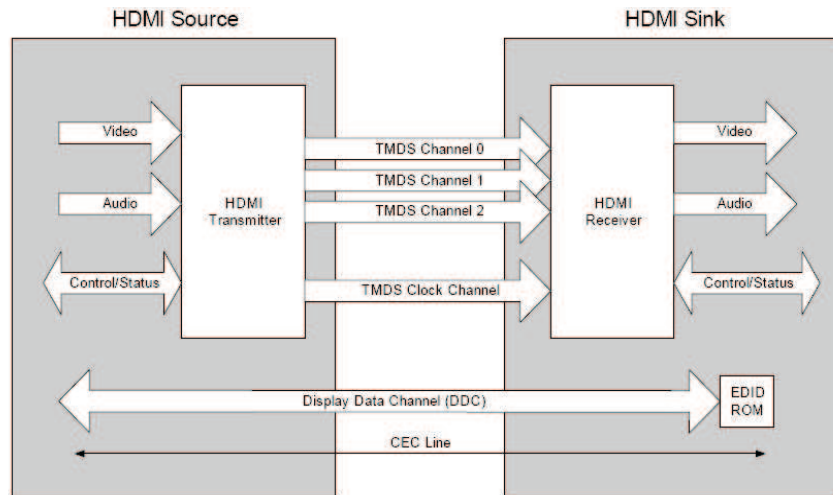 HDMI Source
HDMI Sink
Video
Audio
Control/Status
HDMI
Transmitter
TMDS Channel 0
TMDS Channel 1
TMDS Channel 2
TMDS Clock Channel
HDMI
Receiver
Video
Audio
Control/Status
Display Data Channel (DDC)
EDID
ROM
CEC Line